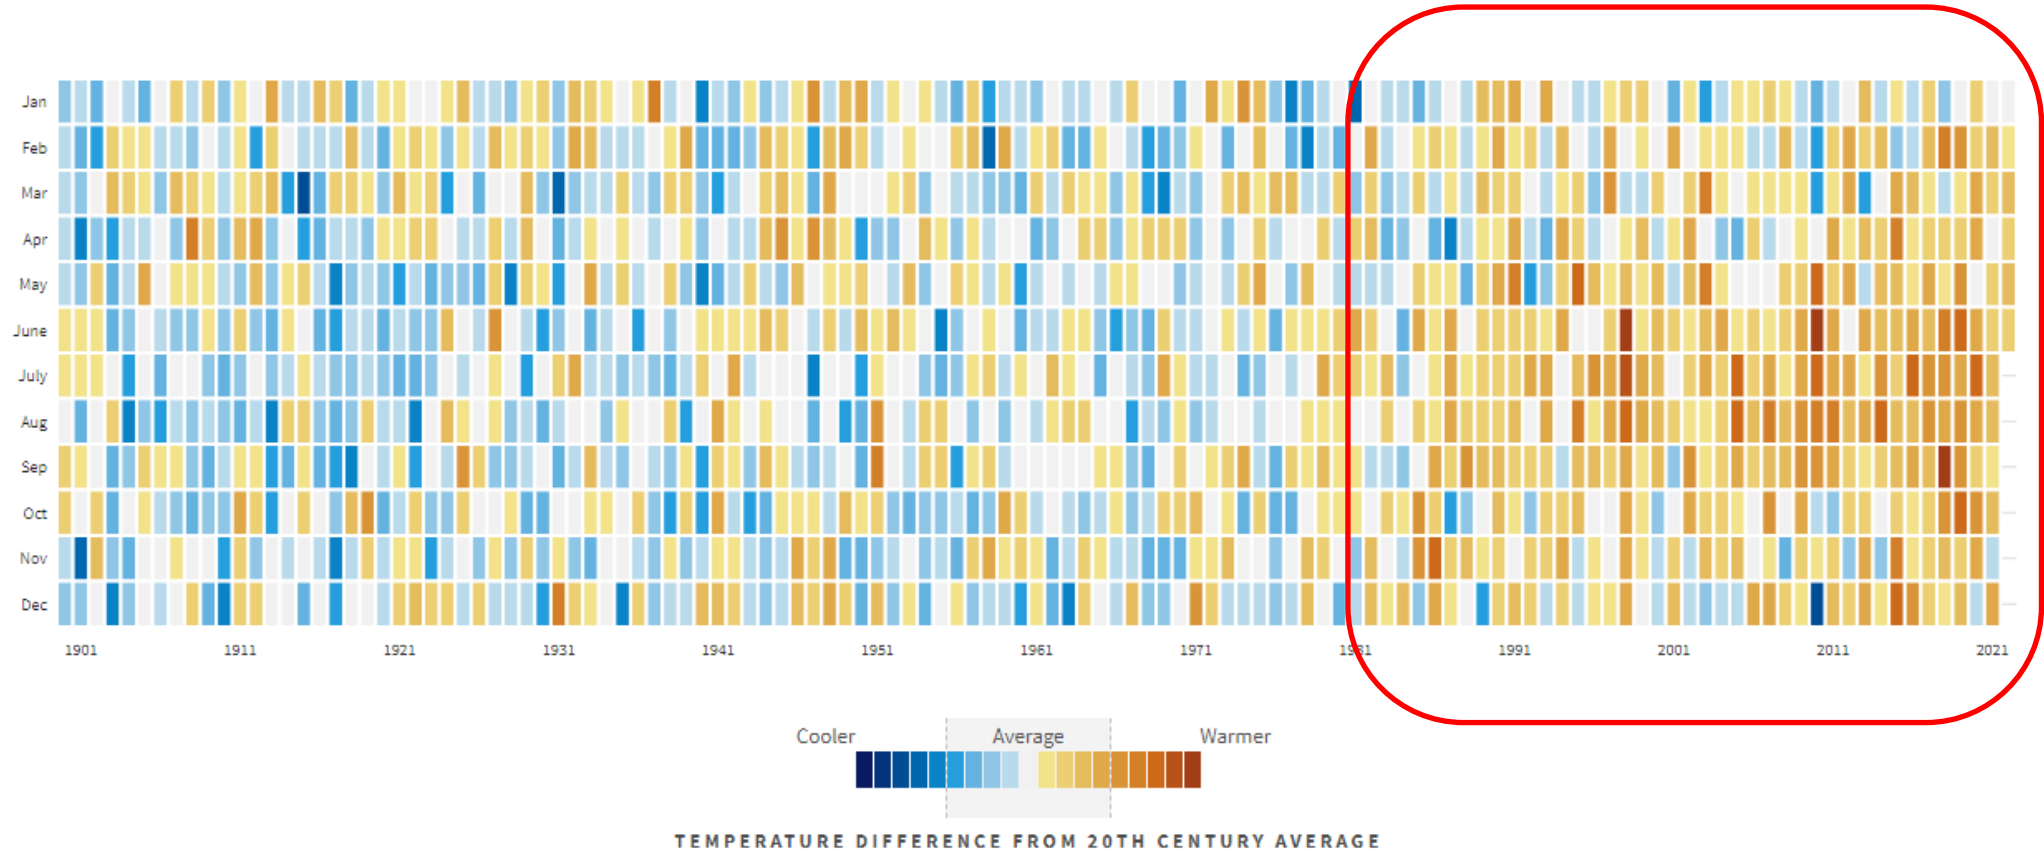 Jan
Feb
Mar
Apr
May
June
July
Aug
Sep
Oct
Nov
Dec
1901 1911 1921 1931 1941 1951 1961 1971 1981 1991 2001 2011 2021
Cooler Average Warmer
TEMPERATURE DIFFERENCE FROM 20TH CENTURY AVERAGE